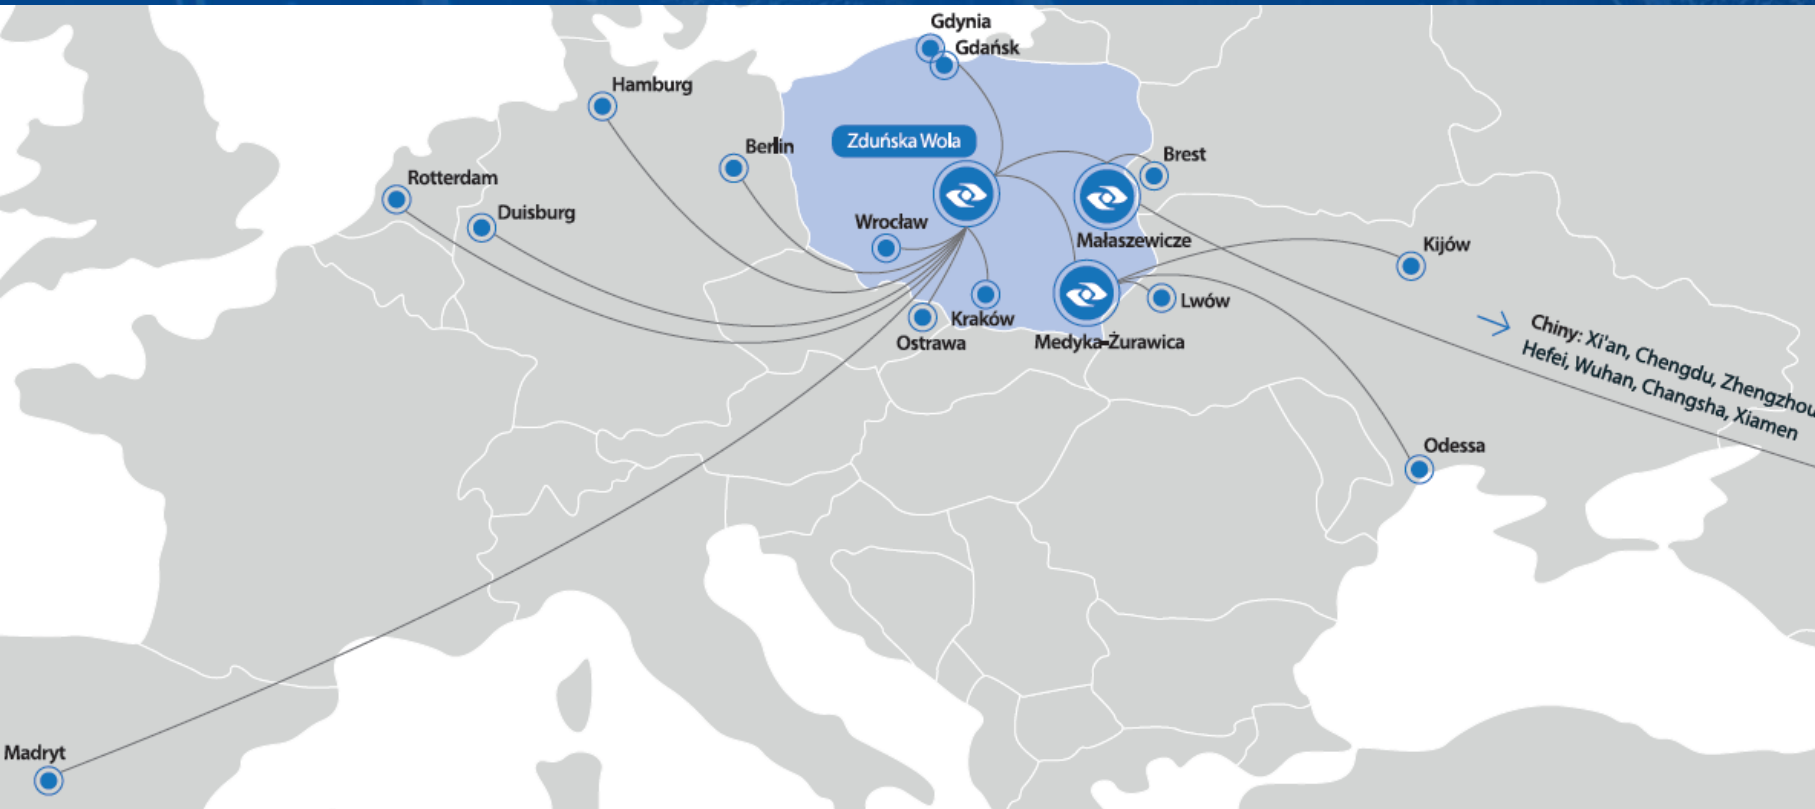 Gdynia
Gdańsk
Hamburg
Berlin
Zduńska Wola
Brest
Rotterdam
Duisburg
Wrocław
Małaszewicze
Kijów
Lwów
Kraków
Ostrawa
Medyka-Żurawica
Chiny: Xi'an, Chengdu, Zhengzhou,
Hefei, Wuhan, Changsha, Xiamen
Odessa
Madryt